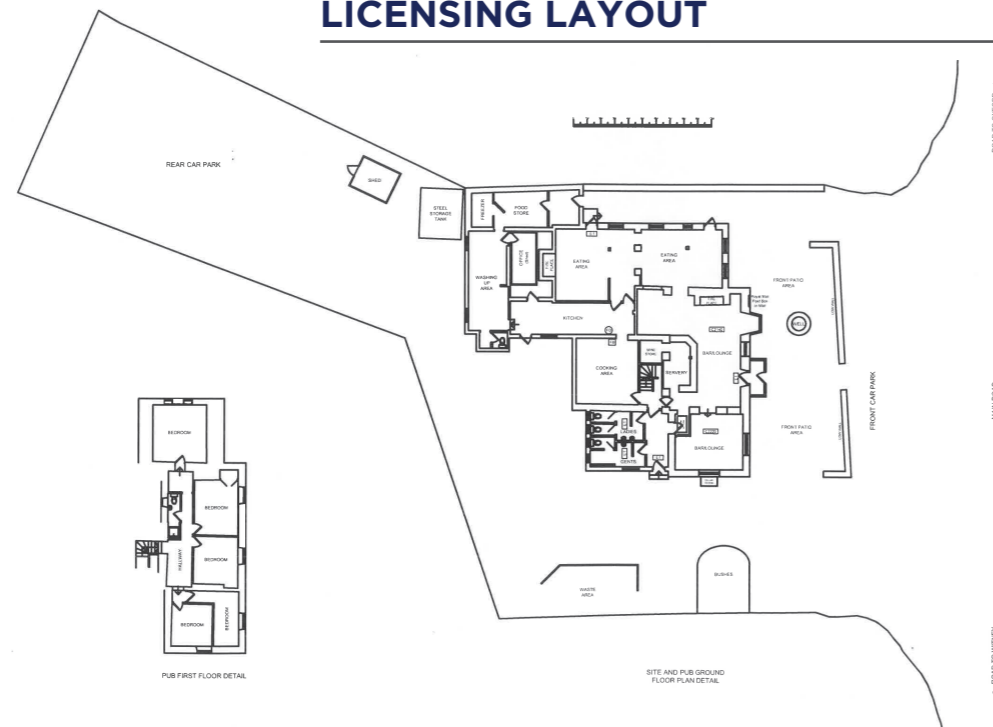 LICENSING LAYOUT
REAR CAR PARK
SHED
STEEL
STORAGE
TANK
FREEZER
FOOD
STORE
WASHING
UP
AREA
OFFICE
EATING
AREA
EATING
AREA
KITCHEN
COOKING
AREA
SERVERY
BAR/LOUNGE
BAR/LOUNGE
LADIES
GENTS
FRONT PATIO
AREA
WELL
FRONT PATIO
AREA
FRONT CAR PARK
BEDROOM
BEDROOM
BEDROOM
HALLWAY
BEDROOM
BEDROOM
PUB FIRST FLOOR DETAIL
WASTE
AREA
BUSHES
SITE AND PUB GROUND
FLOOR PLAN DETAIL